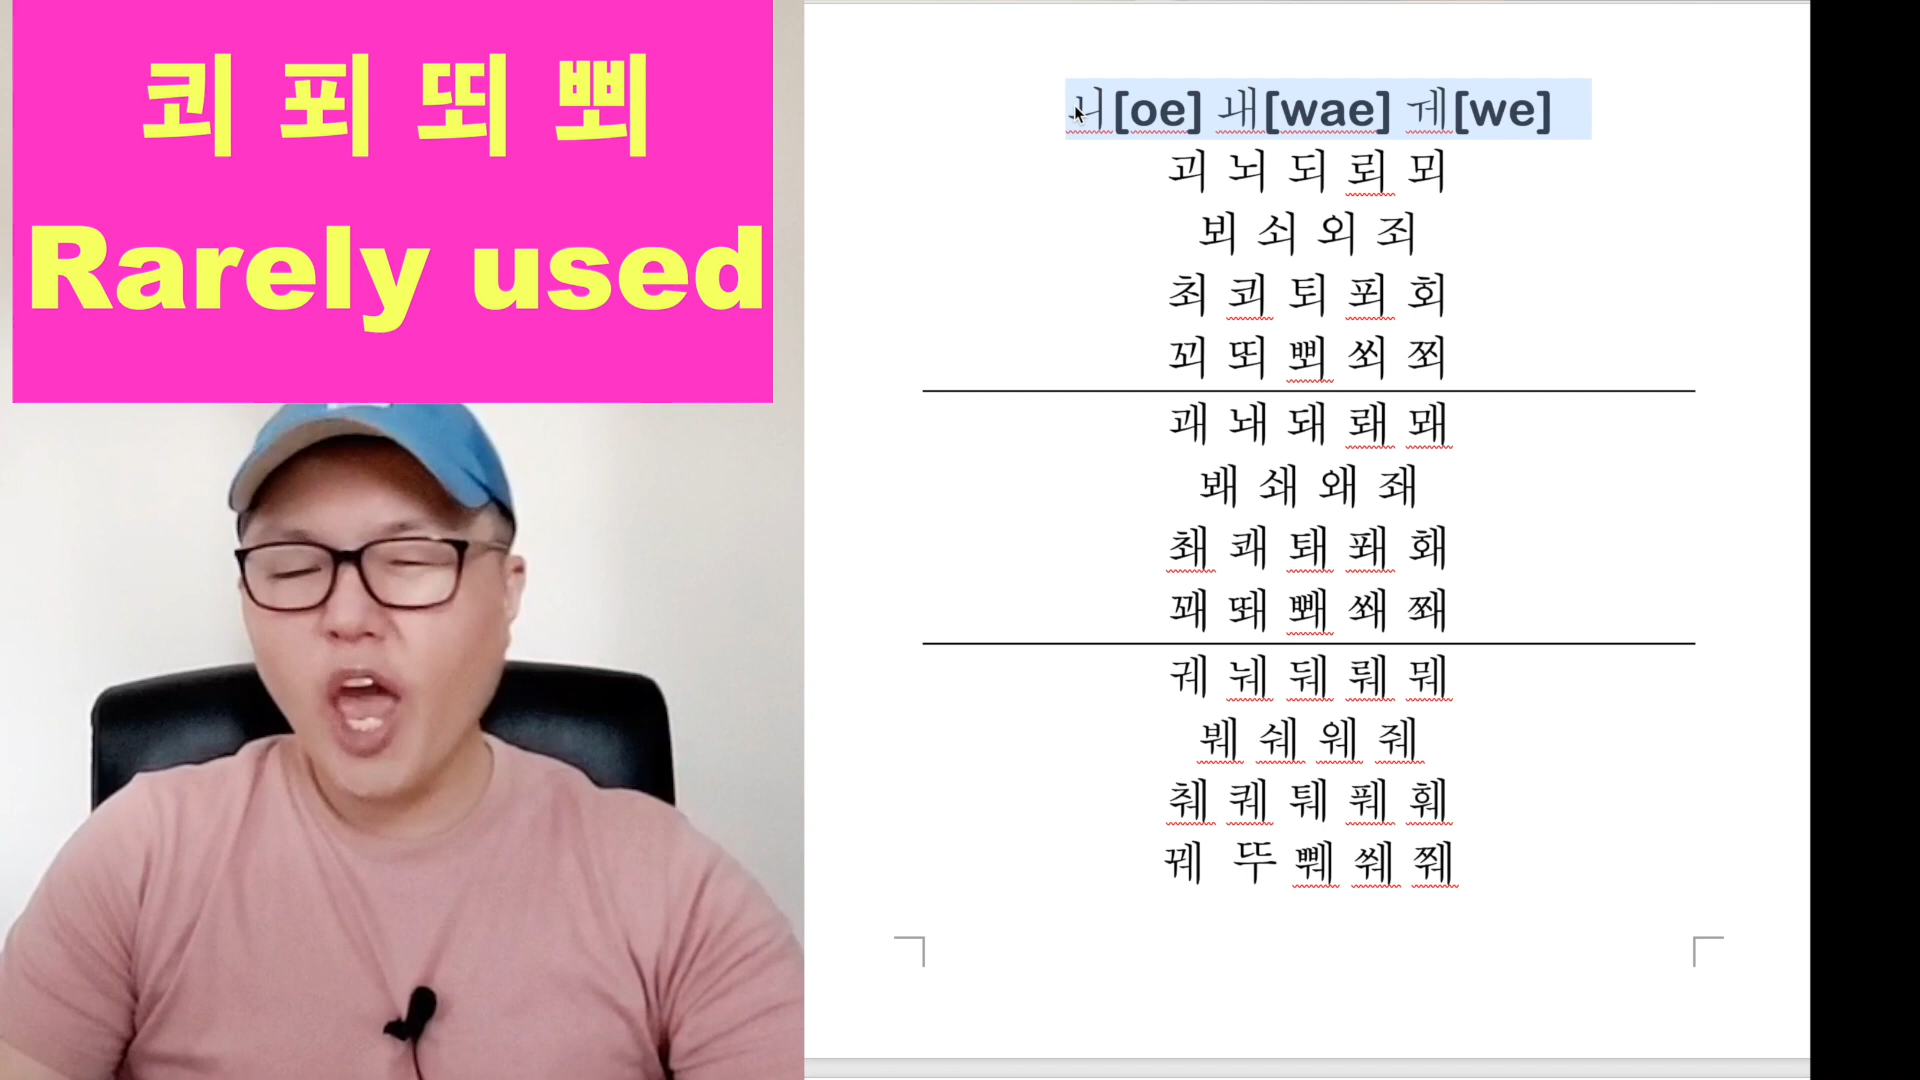 쾨 푀 뙤 뾔
Rarely used
ㅚ[oe] ㅙ[wae] ㅞ[we]
괴 뇌 되 뢰 뫼
뵈 쇠 외 죄
최 쾨 퇴 푀 회
꾀 뙤 뾔 쐬 쬐
괘 놰 돼 뢔 뫠
봬 쇄 왜 좨
쵀 쾌 퇘 퐤 홰
꽤 뙈 뽸 쐐 쫴
궤 눼 뒈 뤠 뭬
붸 쉐 웨 줴
췌 퀘 퉤 풰 훼
꿰 뚜 쀄 쒜 쮀